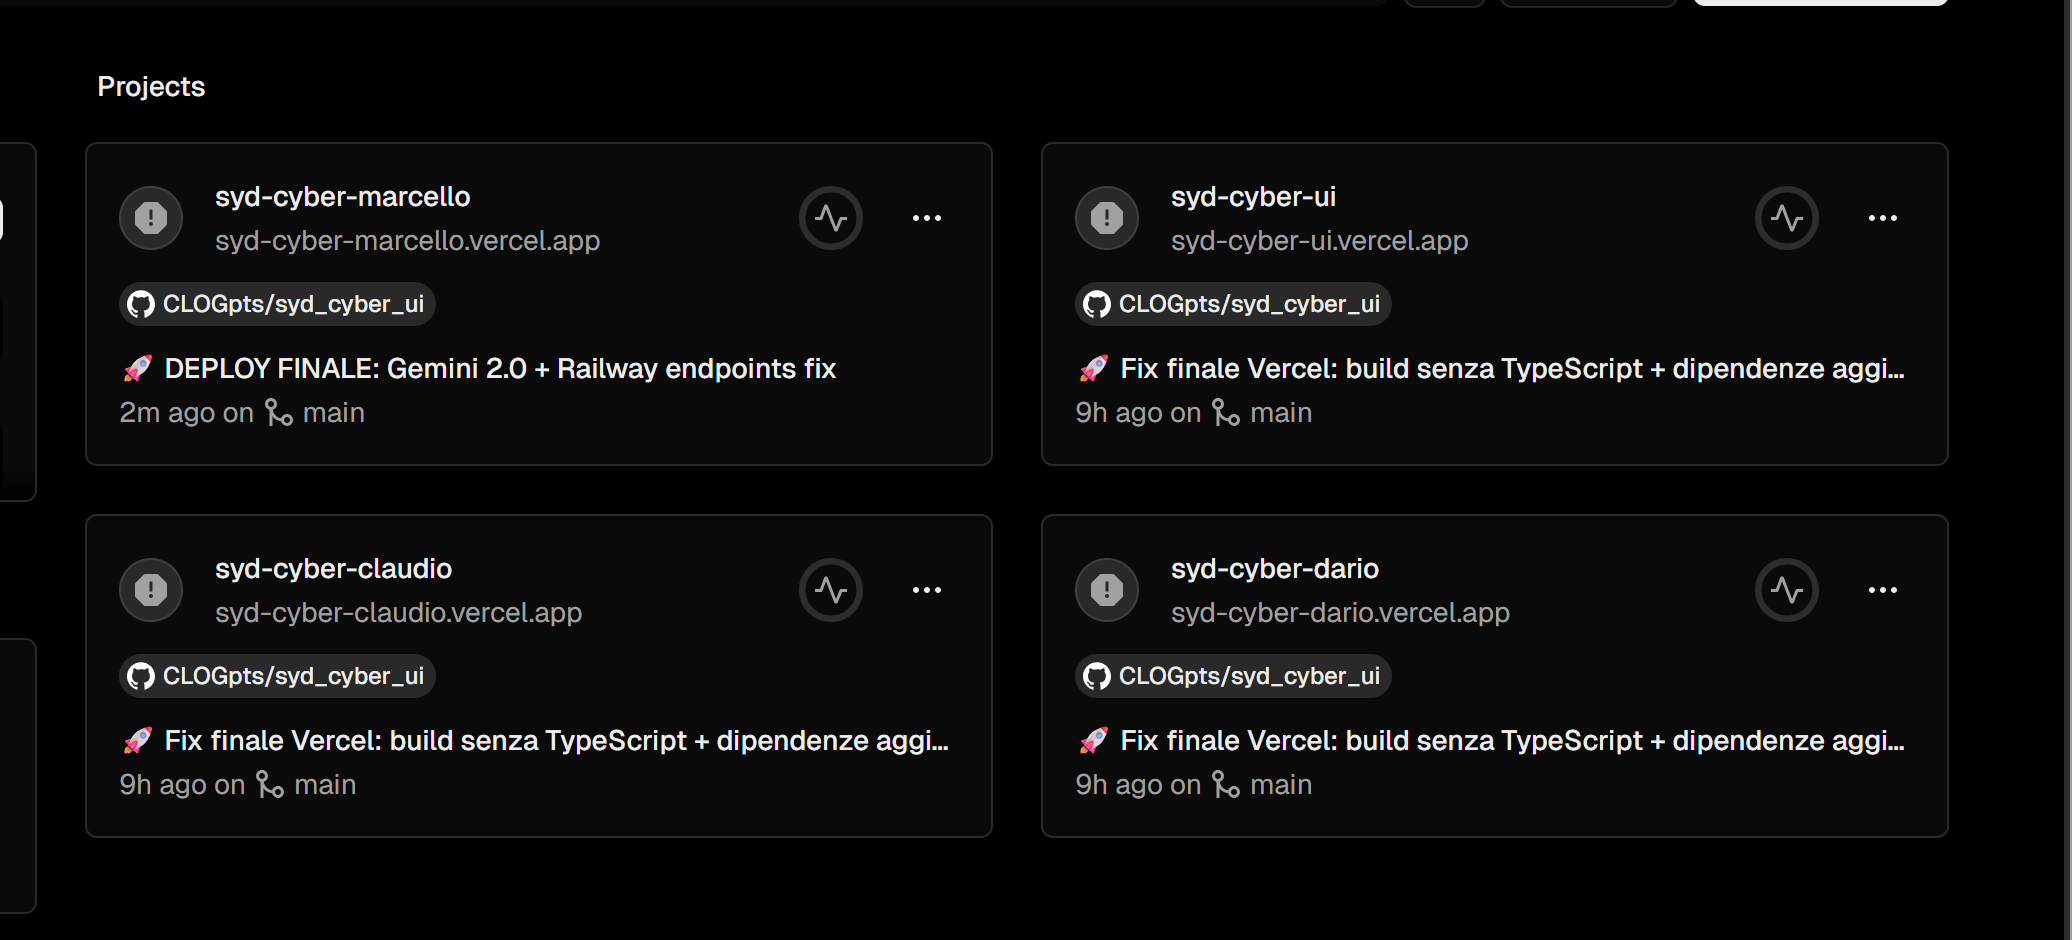 Projects
syd-cyber-marcello
syd-cyber-marcello.vercel.app
CLOGpts/syd_cyber_ui
🚀 DEPLOY FINALE: Gemini 2.0 + Railway endpoints fix
2m ago on main
syd-cyber-ui
syd-cyber-ui.vercel.app
CLOGpts/syd_cyber_ui
🚀 Fix finale Vercel: build senza TypeScript + dipendenze aggi...
9h ago on main
syd-cyber-claudio
syd-cyber-claudio.vercel.app
CLOGpts/syd_cyber_ui
🚀 Fix finale Vercel: build senza TypeScript + dipendenze aggi...
9h ago on main
syd-cyber-dario
syd-cyber-dario.vercel.app
CLOGpts/syd_cyber_ui
🚀 Fix finale Vercel: build senza TypeScript + dipendenze aggi...
9h ago on main